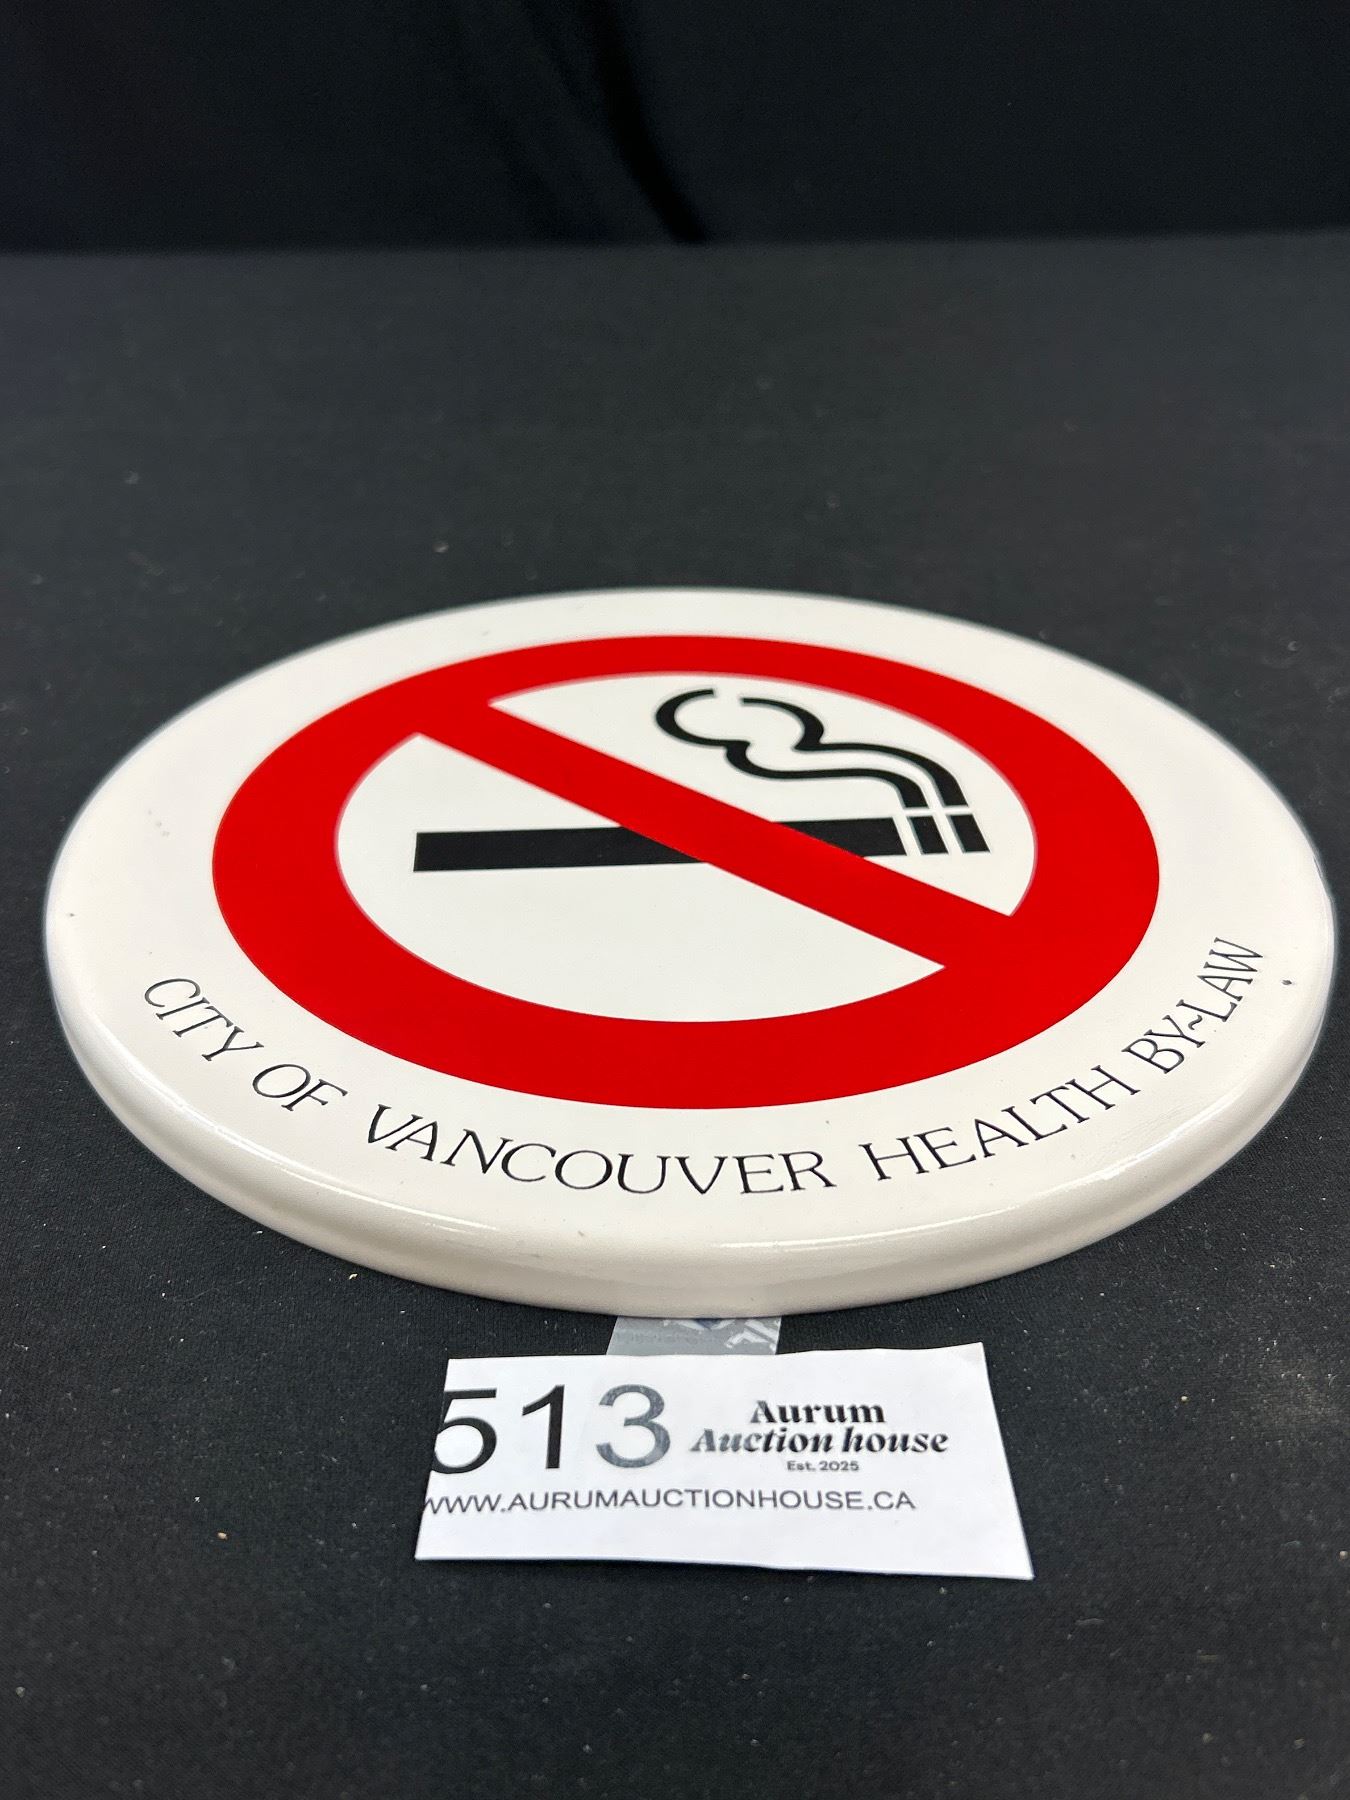 CITY OF VANCOUVER HEALTH BY~LAW
513
Aurum
Auction house
Est. 2025
WWW.AURUMAUCTIONHOUSE.CA